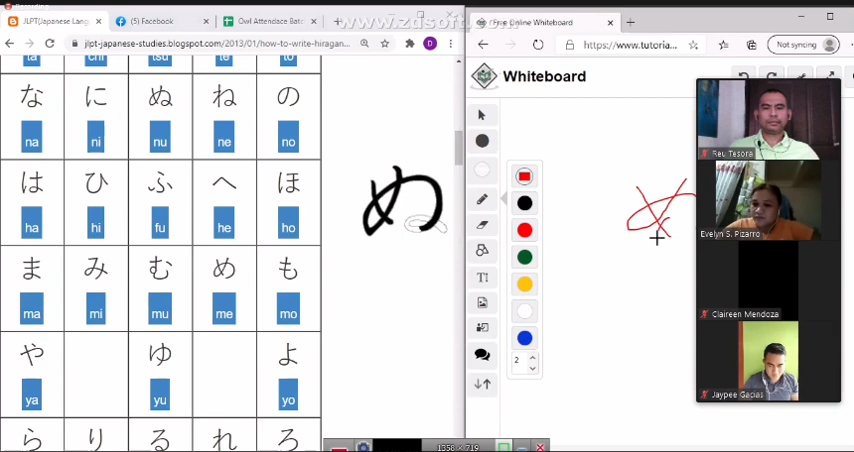 Recording
JLPT(Japanese Lang
(5) Facebook
Owl Attendace Batc
www.zdsoft.com
Free Online Whiteboard
jlpt-japanese-studies.blogspot.com/2013/01/how-to-write-hiragan
https://www.tutoria...
Not syncing
Whiteboard
ta chi tsu te to
な に ぬ ね の
na ni nu ne no
は ひ ふ へ ほ
ha hi fu he ho
ま み む め も
ma mi mu me mo
や ゆ よ
ya yu yo
ら り る れ ろ
め
T
2
Reu Tesora
Evelyn S. Pizarro
Claireen Mendoza
Jaypee Gacias
1358 x 719